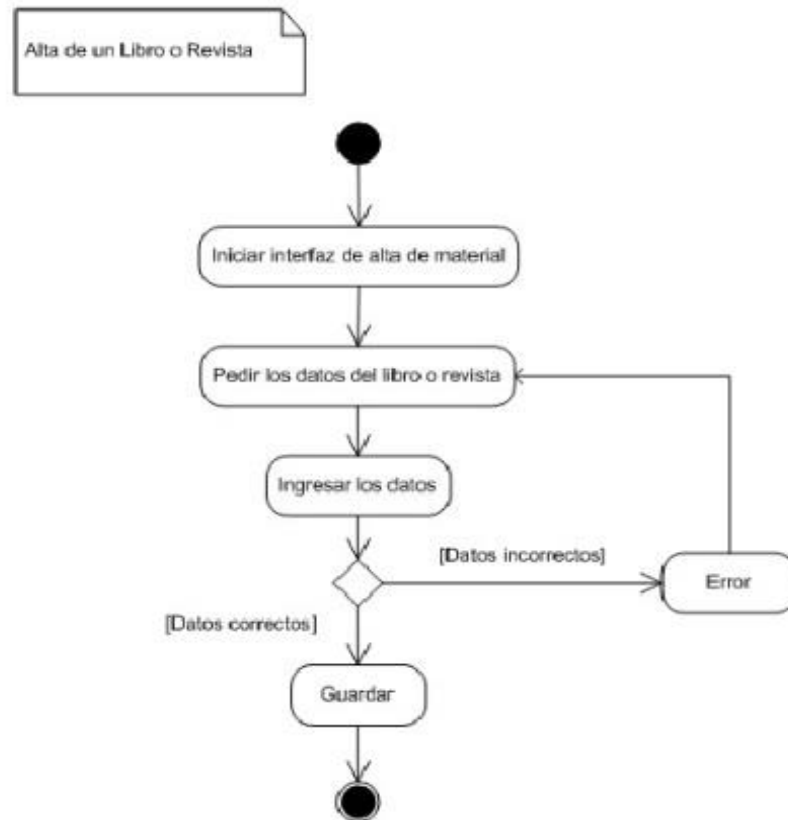 Alta de un Libro o Revista
Iniciar interfaz de alta de material
Pedir los datos del libro o revista
Ingresar los datos
[Datos incorrectos]
Error
[Datos correctos]
Guardar